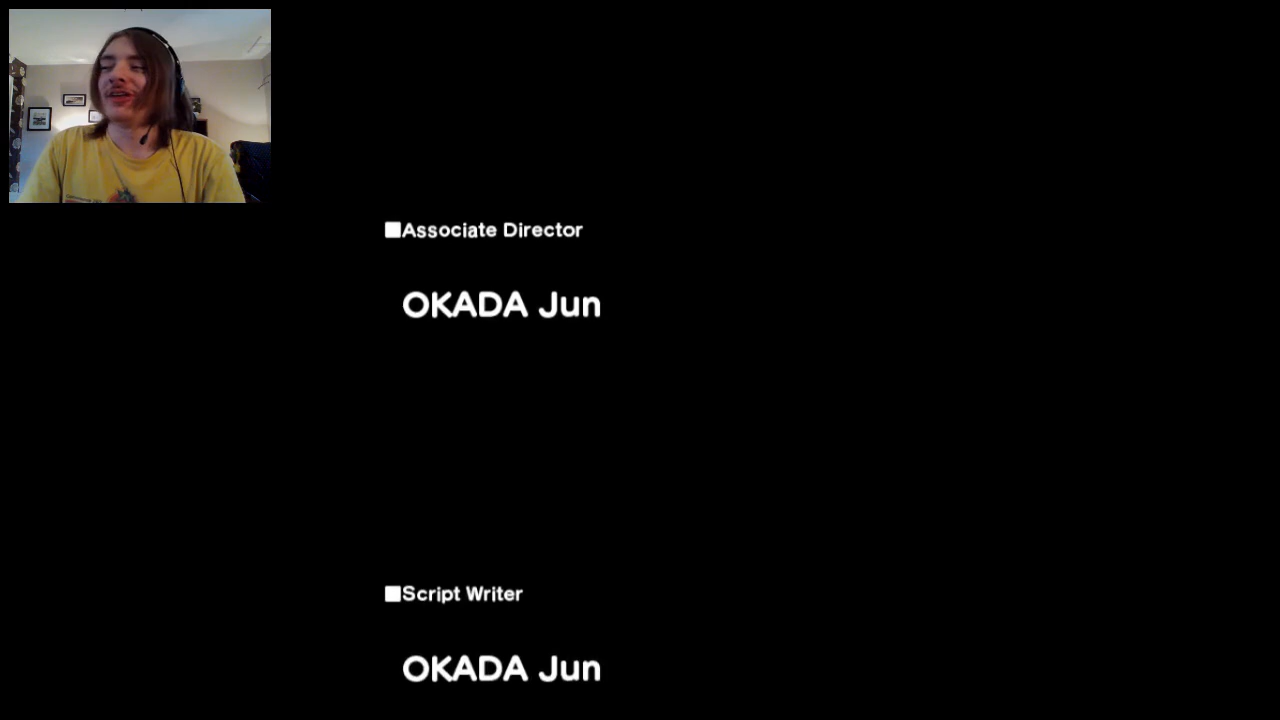 ■Associate Director
OKADA Jun
■Script Writer
OKADA Jun